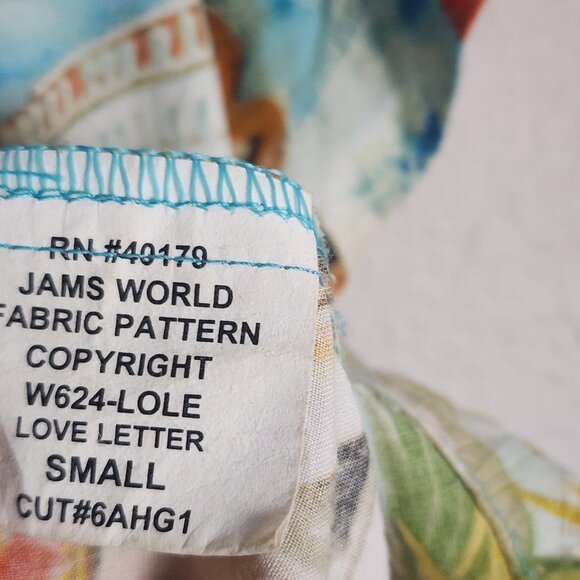 RN #40179
JAMS WORLD
FABRIC PATTERN
COPYRIGHT
W624-LOLE
LOVE LETTER
SMALL
CUT#6AHG1